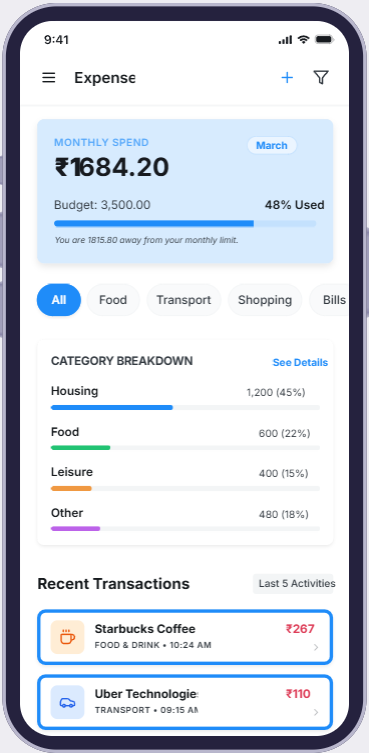 9:41
Expense
MONTHLY SPEND
March
₹1684.20
Budget: 3,500.00
48% Used
You are 1815.80 away from your monthly limit.
All
Food
Transport
Shopping
Bills
CATEGORY BREAKDOWN
See Details
Housing
1,200 (45%)
Food
600 (22%)
Leisure
400 (15%)
Other
480 (18%)
Recent Transactions
Last 5 Activities
Starbucks Coffee
₹267
FOOD & DRINK • 10:24 AM
Uber Technologie
₹110
TRANSPORT • 09:15 AM